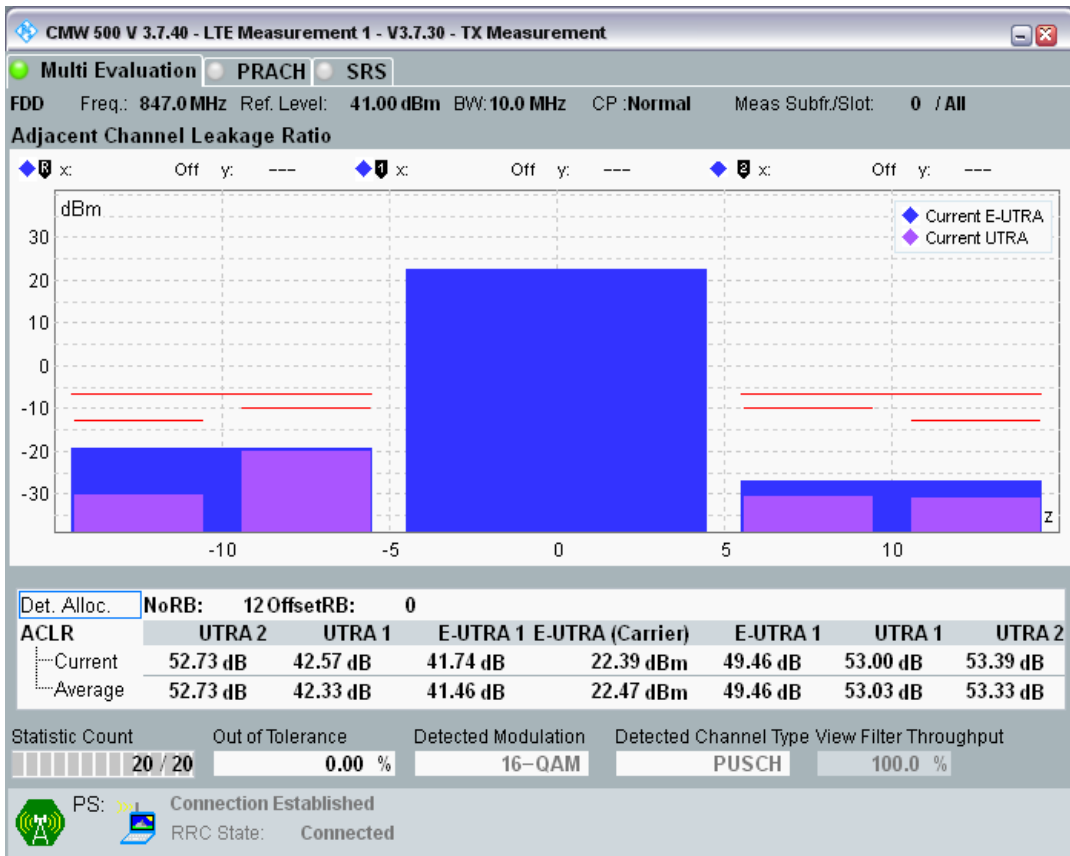 CMW 500 V 3.7.40 - LTE Measurement 1 - V3.7.30 - TX Measurement
Multi Evaluation PRACH SRS
FDD Freq.: 847.0 MHz Ref. Level: 41.00 dBm BW: 10.0 MHz CP :Normal Meas Subfr./Slot: 0 / All
Adjacent Channel Leakage Ratio
R x: Off y: --- 1 x: Off y: --- 2 x: Off y: ---
dBm
Current E-UTRA
Current UTRA
30
20
10
0
-10
-20
-30
z
-10 -5 0 5 10
Det. Alloc. NoRB: 12 OffsetRB: 0
ACLR UTRA 2 UTRA 1 E-UTRA 1 E-UTRA (Carrier) E-UTRA 1 UTRA 1 UTRA 2
Current 52.73 dB 42.57 dB 41.74 dB 22.39 dBm 49.46 dB 53.00 dB 53.39 dB
Average 52.73 dB 42.33 dB 41.46 dB 22.47 dBm 49.46 dB 53.03 dB 53.33 dB
Statistic Count Out of Tolerance Detected Modulation Detected Channel Type View Filter Throughput
20 / 20 0.00 % 16-QAM PUSCH 100.0 %
PS: Connection Established
RRC State: Connected